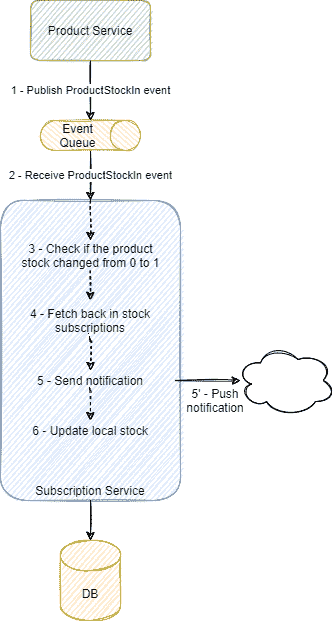 Product Service
1 - Publish ProductStockIn event
Event
Queue
2 - Receive ProductStockIn event
3 - Check if the product
stock changed from 0 to 1
4 - Fetch back in stock
subscriptions
5 - Send notification
5' - Push
notification
6 - Update local stock
Subscription Service
DB